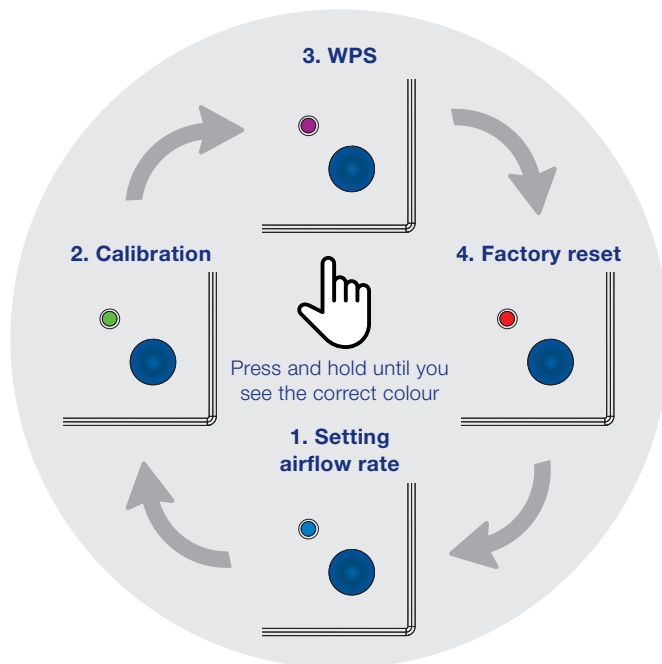 3. WPS
2. Calibration
4. Factory reset
Press and hold until you
see the correct colour
1. Setting
airflow rate